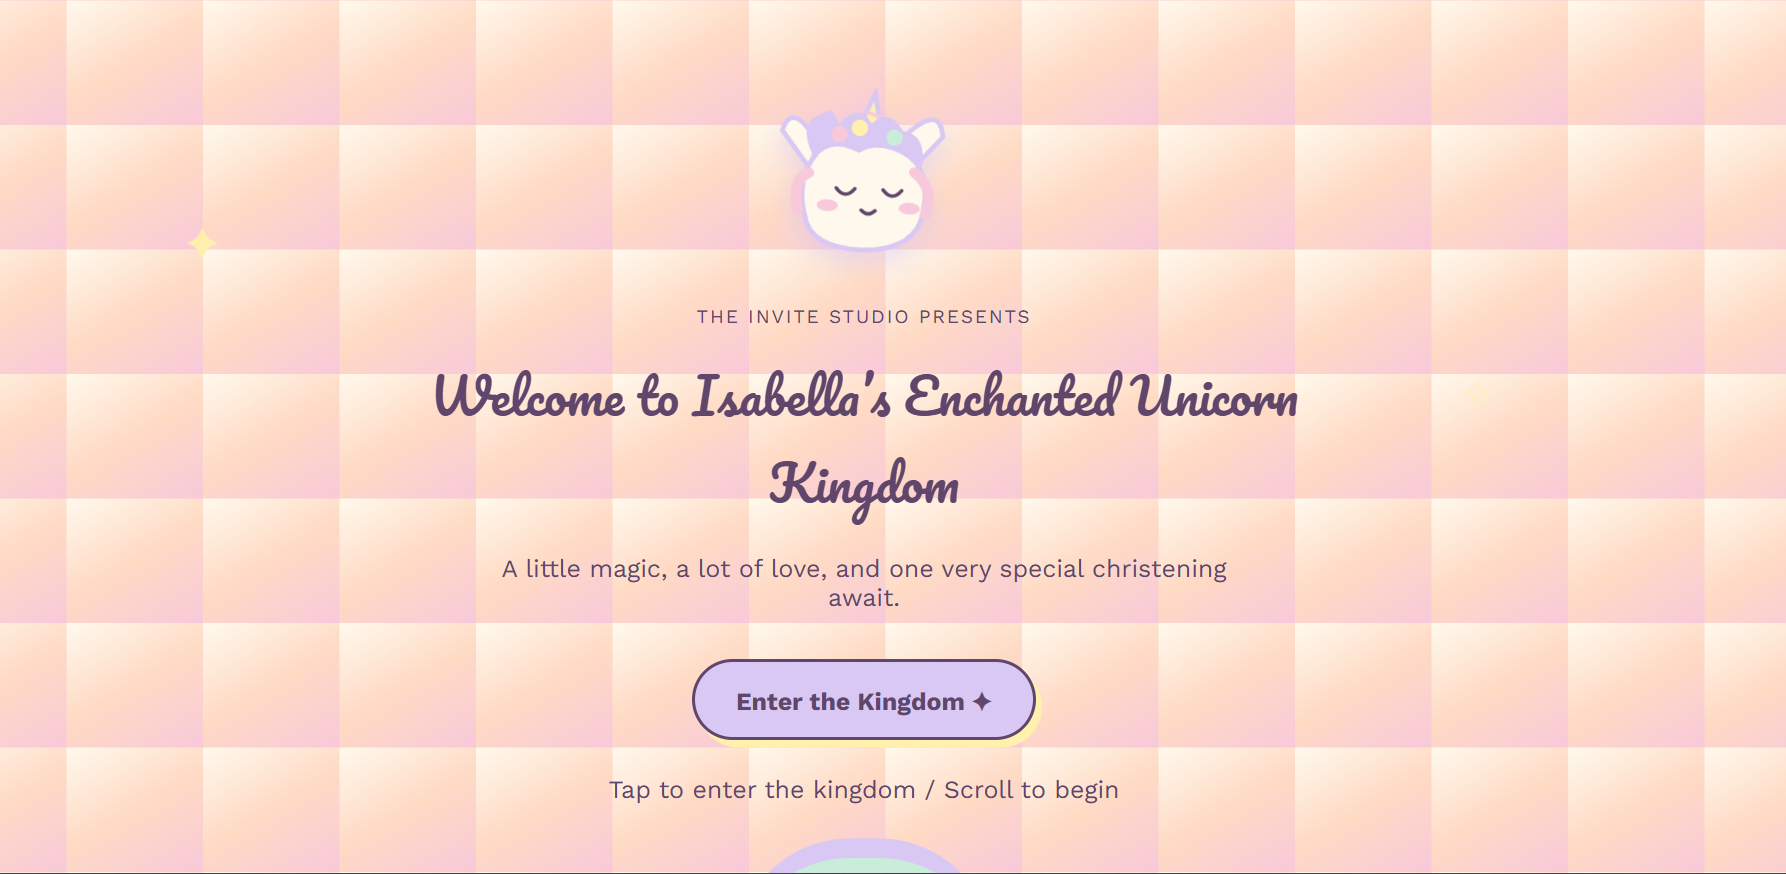 THE INVITE STUDIO PRESENTS
Welcome to Isabella's Enchanted Unicorn
Kingdom
A little magic, a lot of love, and one very special christening
await.
Enter the Kingdom ✦
Tap to enter the kingdom / Scroll to begin